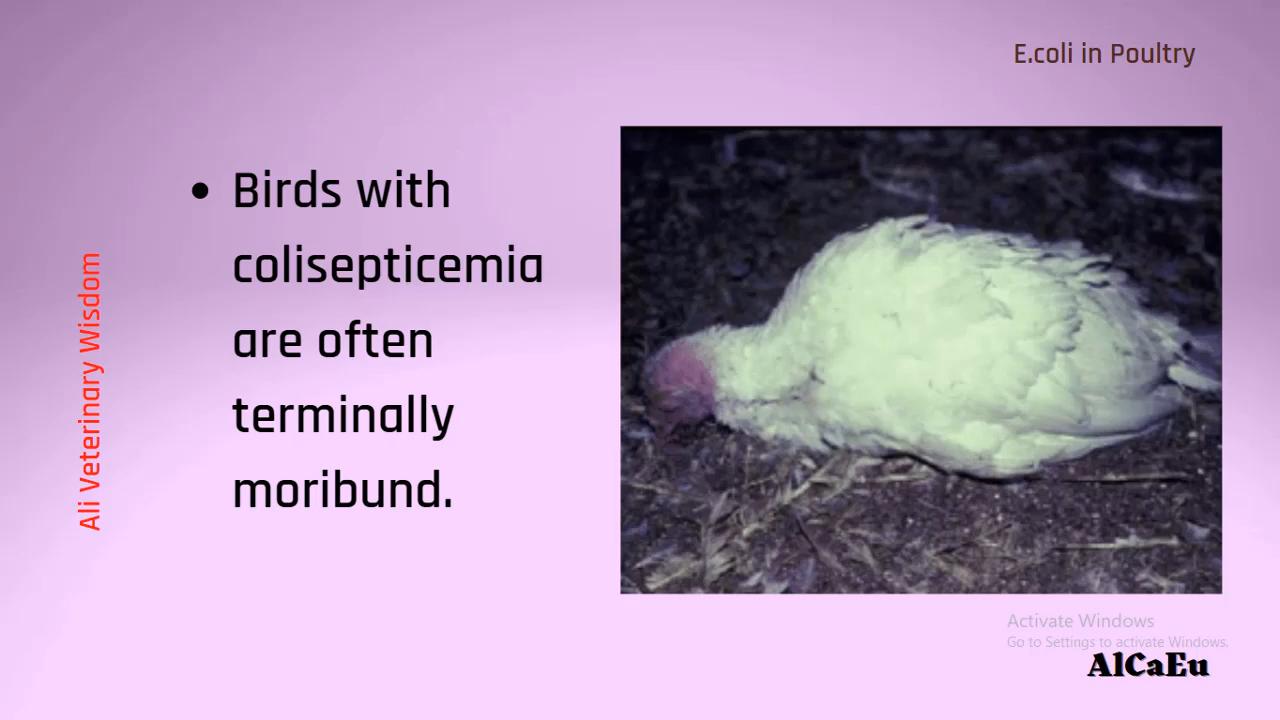 E.coli in Poultry
Ali Veterinary Wisdom
• Birds with
colisepticemia
are often
terminally
moribund.
Activate Windows
Go to Settings to activate Windows.
AlCaEu